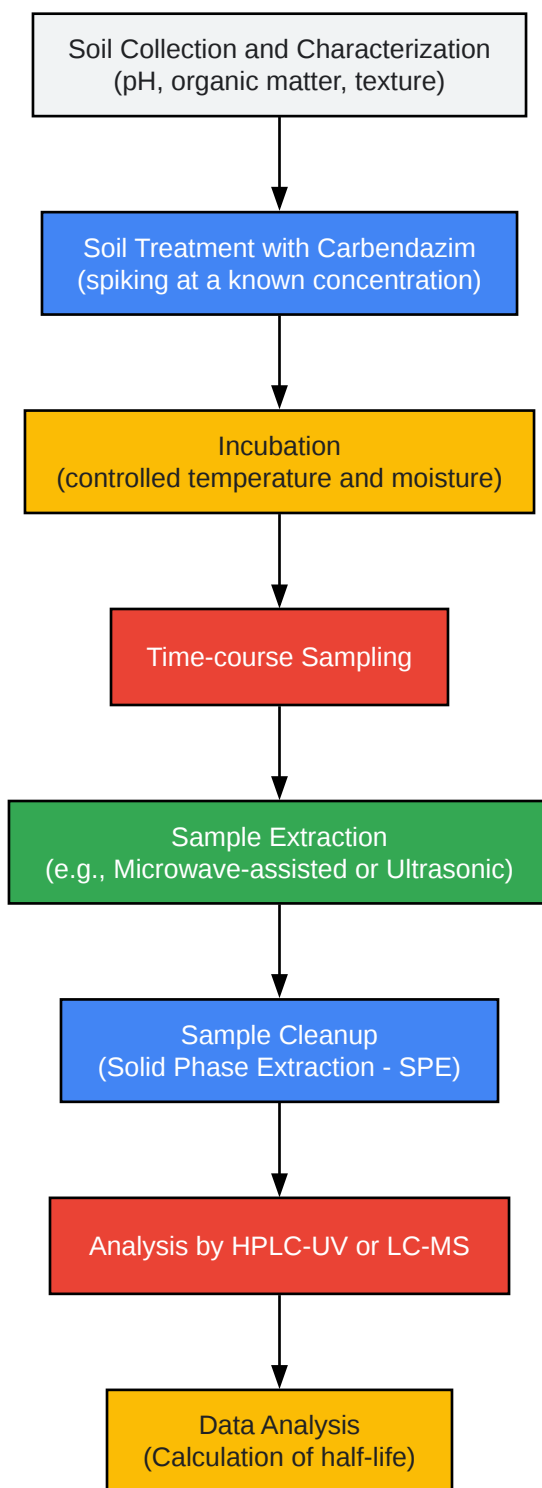 Soil Collection and Characterization
(pH, organic matter, texture)
Soil Treatment with Carbendazim
(spiking at a known concentration)
Incubation
(controlled temperature and moisture)
Time-course Sampling
Sample Extraction
(e.g., Microwave-assisted or Ultrasonic)
Sample Cleanup
(Solid Phase Extraction - SPE)
Analysis by HPLC-UV or LC-MS
Data Analysis
(Calculation of half-life)